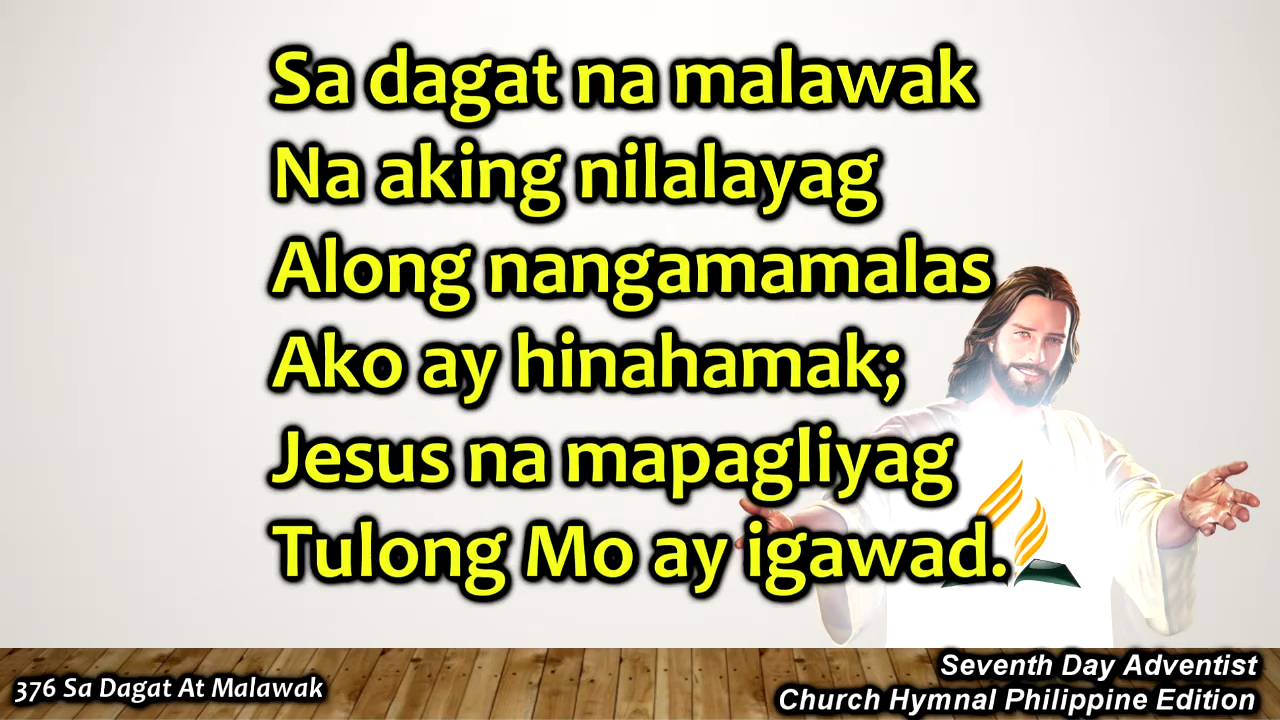 Sa dagat na malawak
Na aking nilalayag
Along nangamamalas
Ako ay hinahamak;
Jesus na mapagliyag
Tulong Mo ay igawad.
376 Sa Dagat At Malawak
Seventh Day Adventist
Church Hymnal Philippine Edition